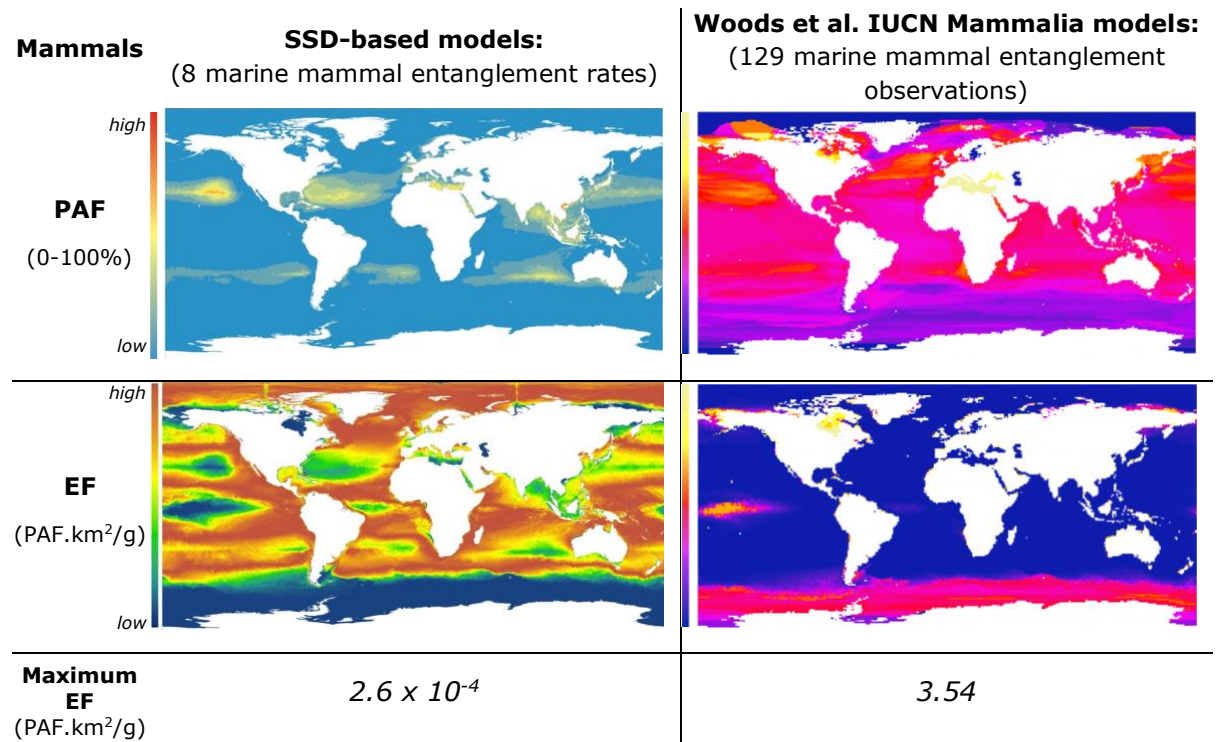 Mammals
SSD-based models:
(8 marine mammal entanglement rates)
Woods et al. IUCN Mammalia models:
(129 marine mammal entanglement
observations)
high
PAF
(0-100%)
low
high
EF
(PAF.km²/g)
low
Maximum
EF
(PAF.km²/g)
2.6 x 10⁻⁴
3.54